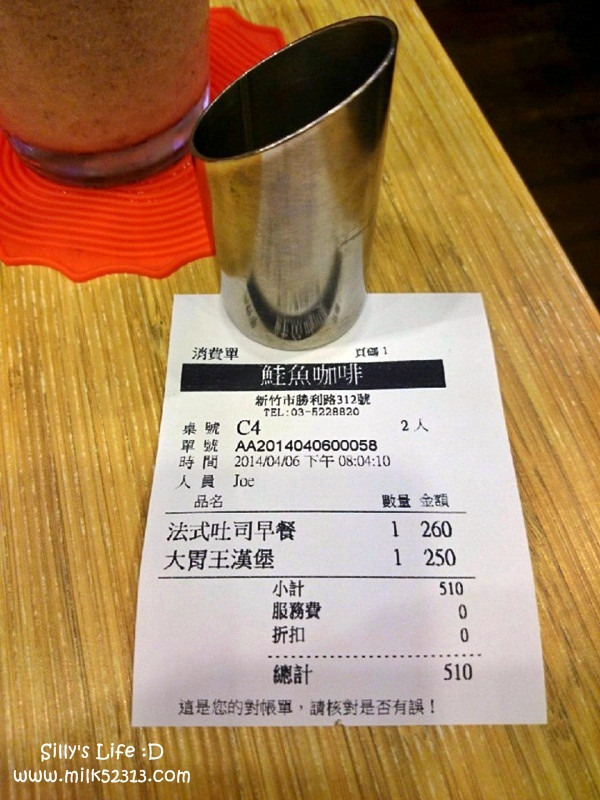 消費單 頁碼 1
鮭魚咖啡
新竹市勝利路312號
TEL:03-5228820
桌號 C4 2 人
單號 AA2014040600058
時間 2014/04/06 下午 08:04:10
人員 Joe
品名 數量 金額
法式吐司早餐 1 260
大胃王漢堡 1 250
小計 510
服務費 0
折扣 0
總計 510
這是您的對帳單，請核對是否有誤！
Silly's Life :D
www.milk52313.com